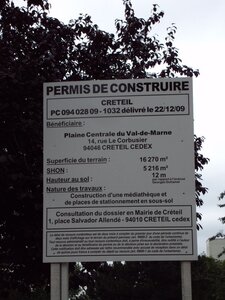 PERMIS DE CONSTRUIRE
CRETEIL
PC 094 028 09 - 1032 délivré le 22/12/09
Bénéficiaire :
Plaine Centrale du Val-de-Marne
14, rue Le Corbusier
94046 CRETEIL CEDEX
Superficie du terrain : 16 270 m²
SHON : 5 216 m²
Hauteur au sol : 12 m
Nature des travaux :
Construction d'une médiathèque et
de places de stationnement en sous-sol
Consultation du dossier en Mairie de Créteil
1, place Salvador Allendé - 94010 CRETEIL cedex